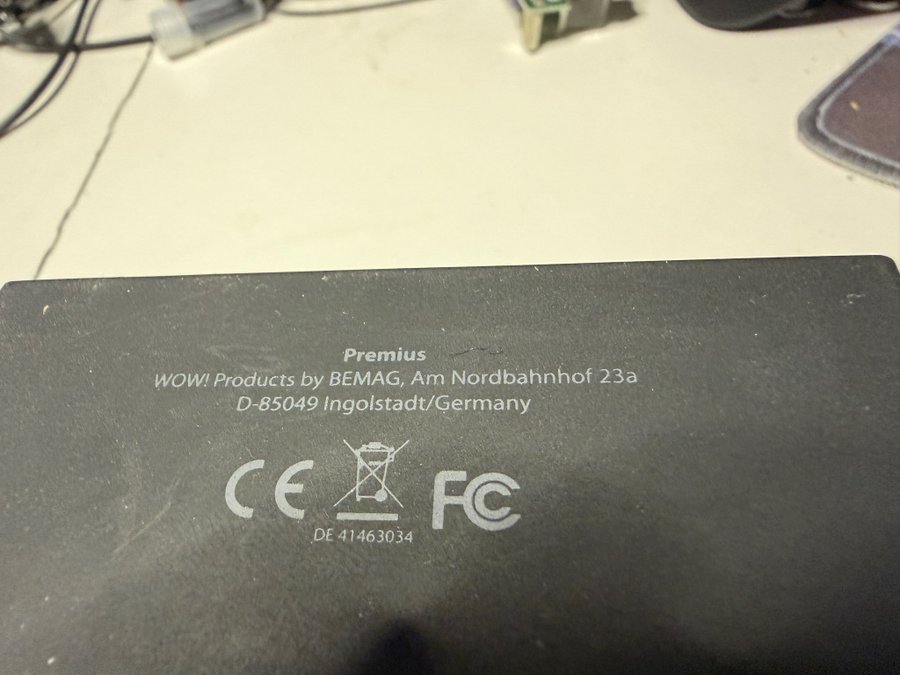 Premius
WOW! Products by BEMAG, Am Nordbahnhof 23a
D-85049 Ingolstadt/Germany
CE FC
DE 41463034